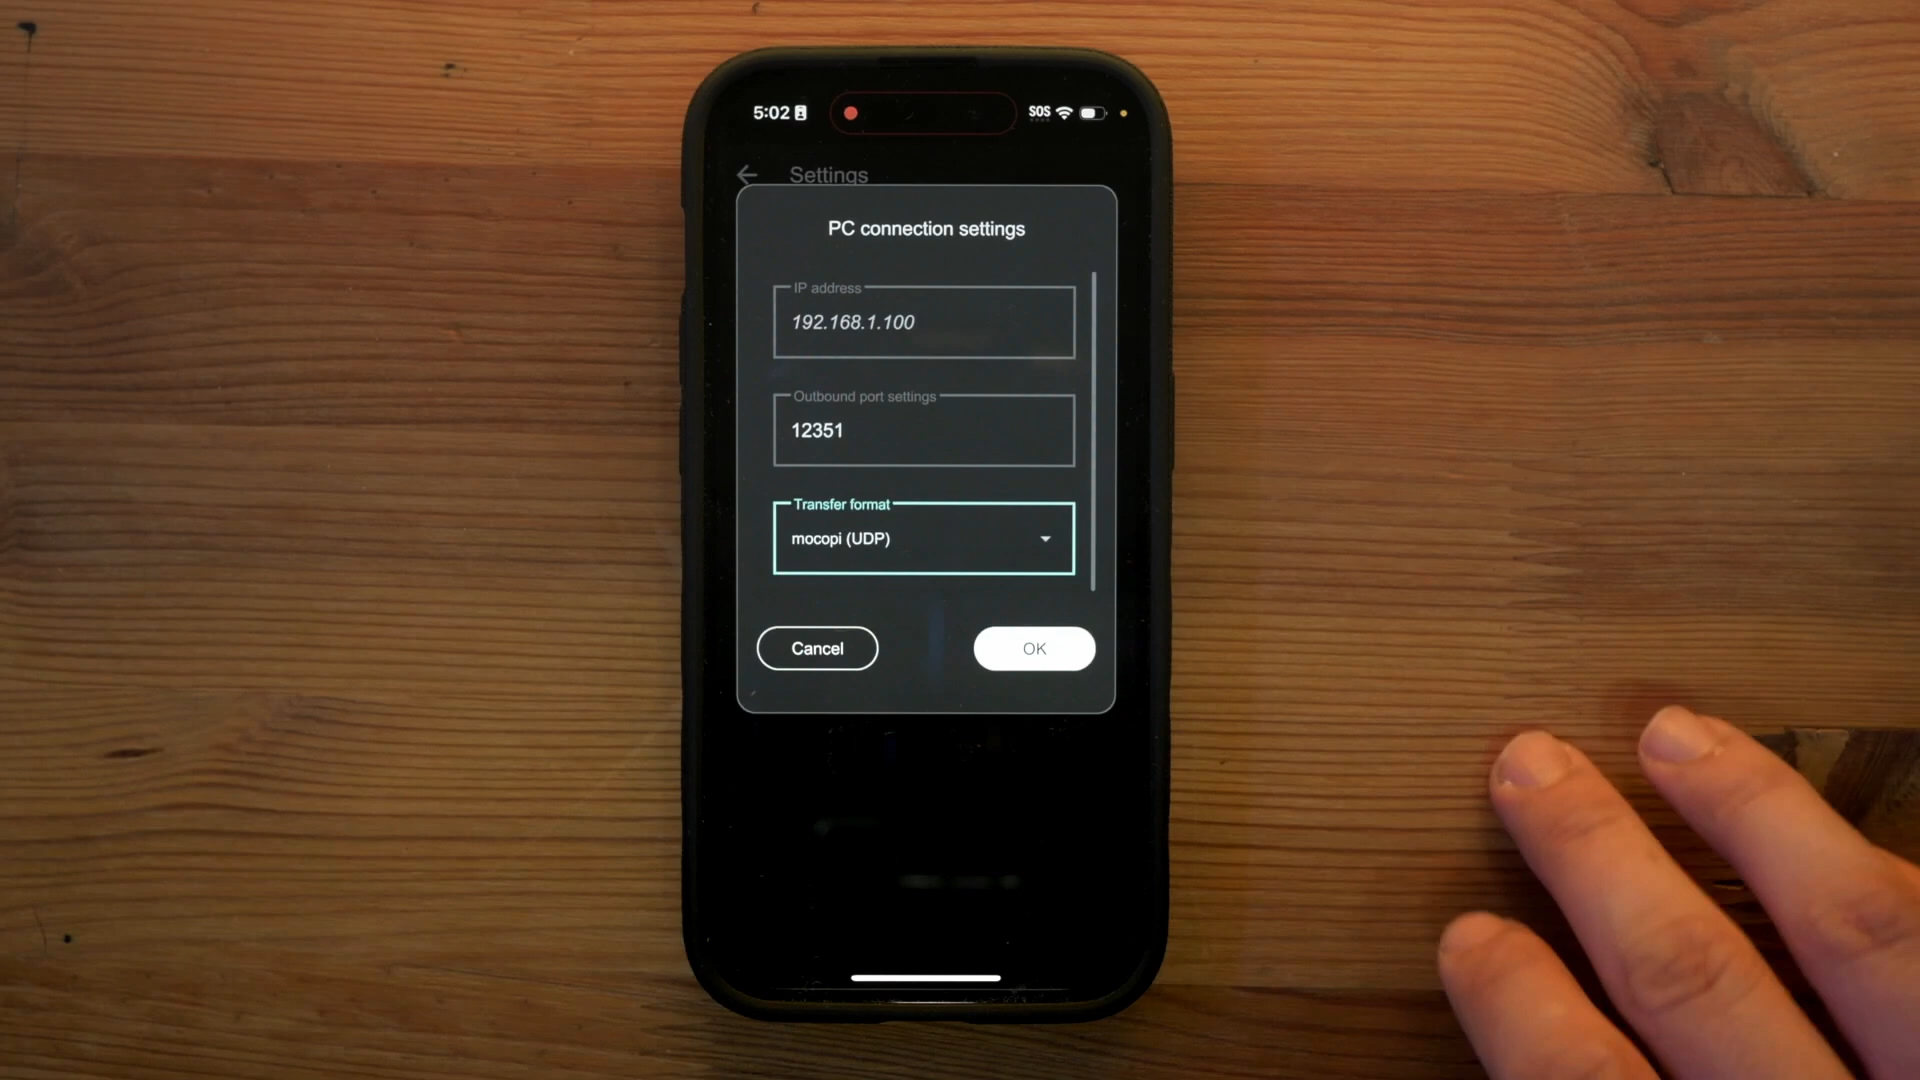 5:02
SOS
Settings
PC connection settings
IP address
192.168.1.100
Outbound port settings
12351
Transfer format
mocopi (UDP)
Cancel
OK